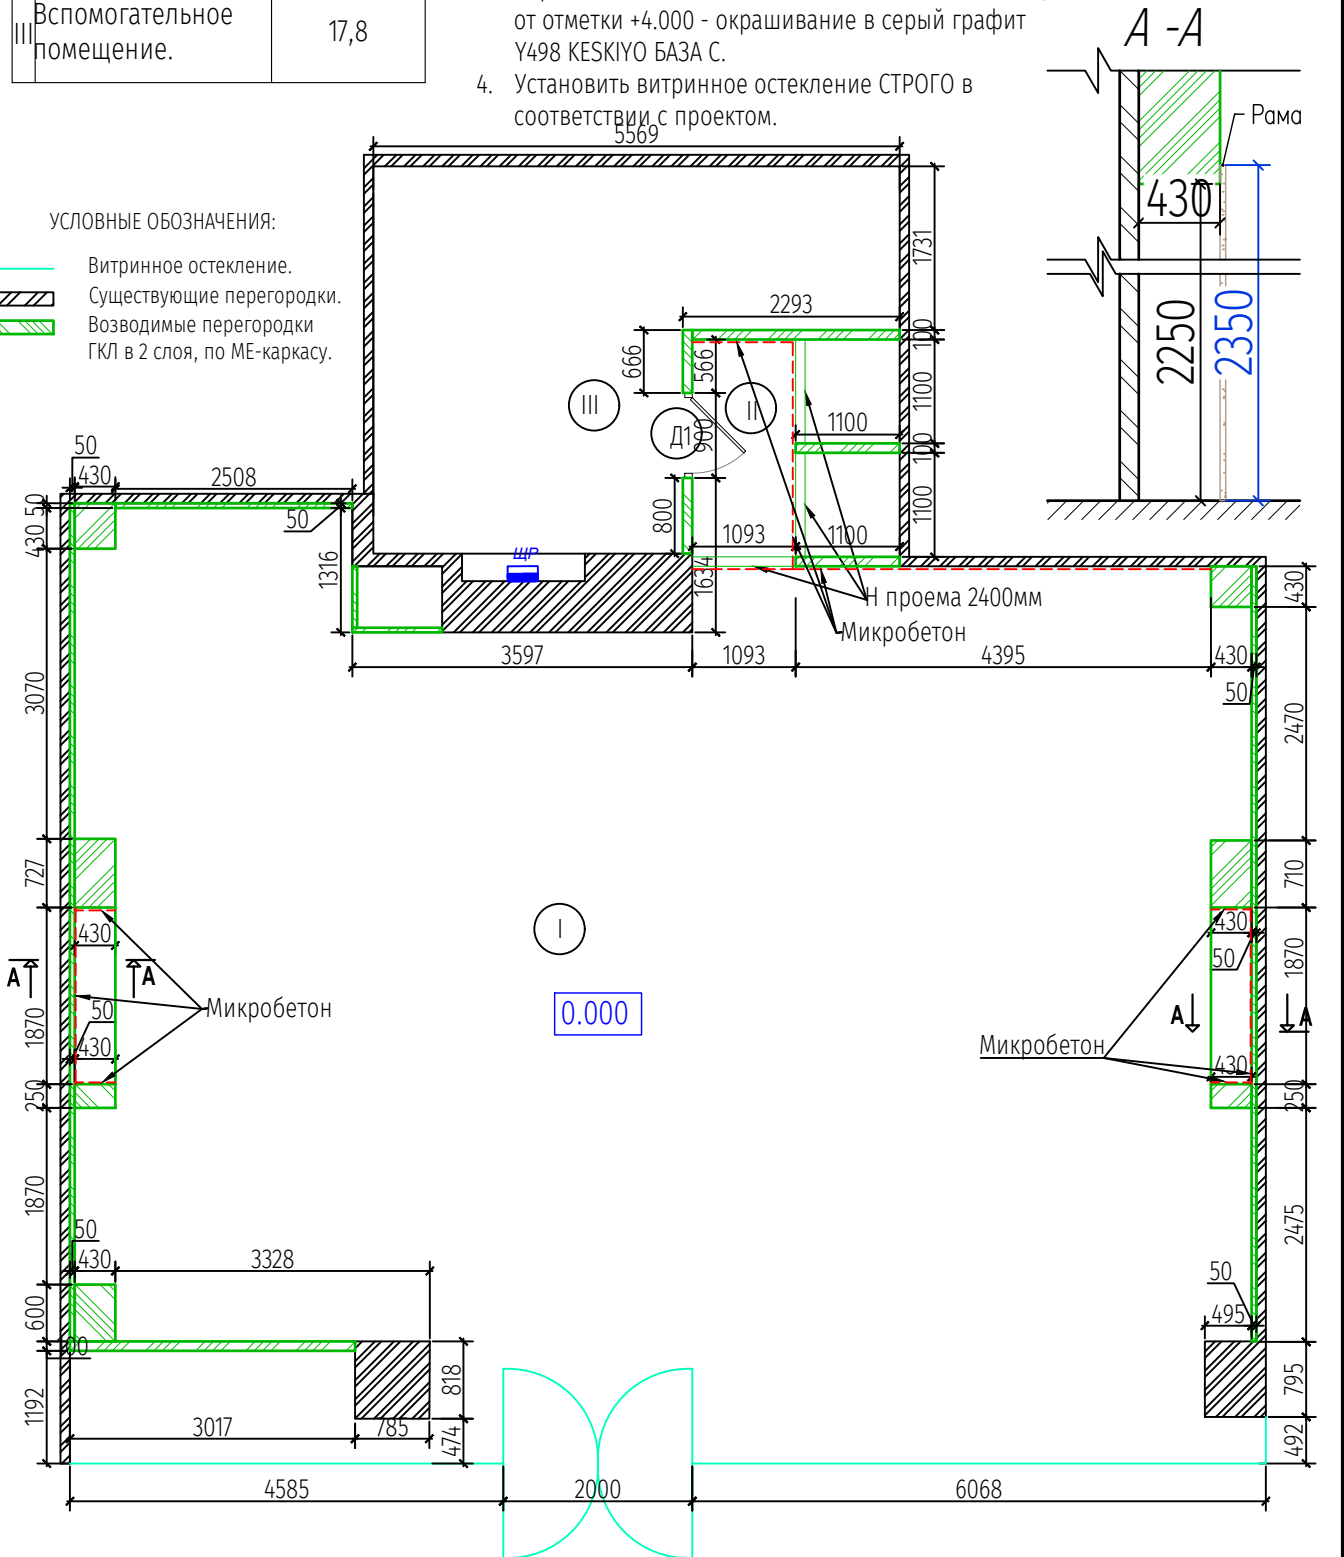 III
Вспомогательное
помещение.
17,8
от отметки +4.000 - окрашивание в серый графит
Y498 KESKIYO БАЗА С.
4. Установить витринное остекление СТРОГО в
соответствии с проектом.
А -А
Рама
430
2250
2350
УСЛОВНЫЕ ОБОЗНАЧЕНИЯ:
Витринное остекление.
Существующие перегородки.
Возводимые перегородки
ГКЛ в 2 слоя, по МЕ-каркасу.
5569
1731
2293
100
666
566
1100
III
II
Д1
900
1100
100
1100
800
1093
1100
1634
50
430
2508
50
50
430
1316
ЩР
Н проема 2400мм
Микробетон
430
3597
1093
4395
430
50
3070
2470
727
710
I
430
430
50
А
А
1870
Микробетон
0.000
1870
50
430
А
А
Микробетон
430
250
250
1870
2475
50
430
3328
50
495
600
1192
818
795
3017
785
474
492
4585
2000
6068